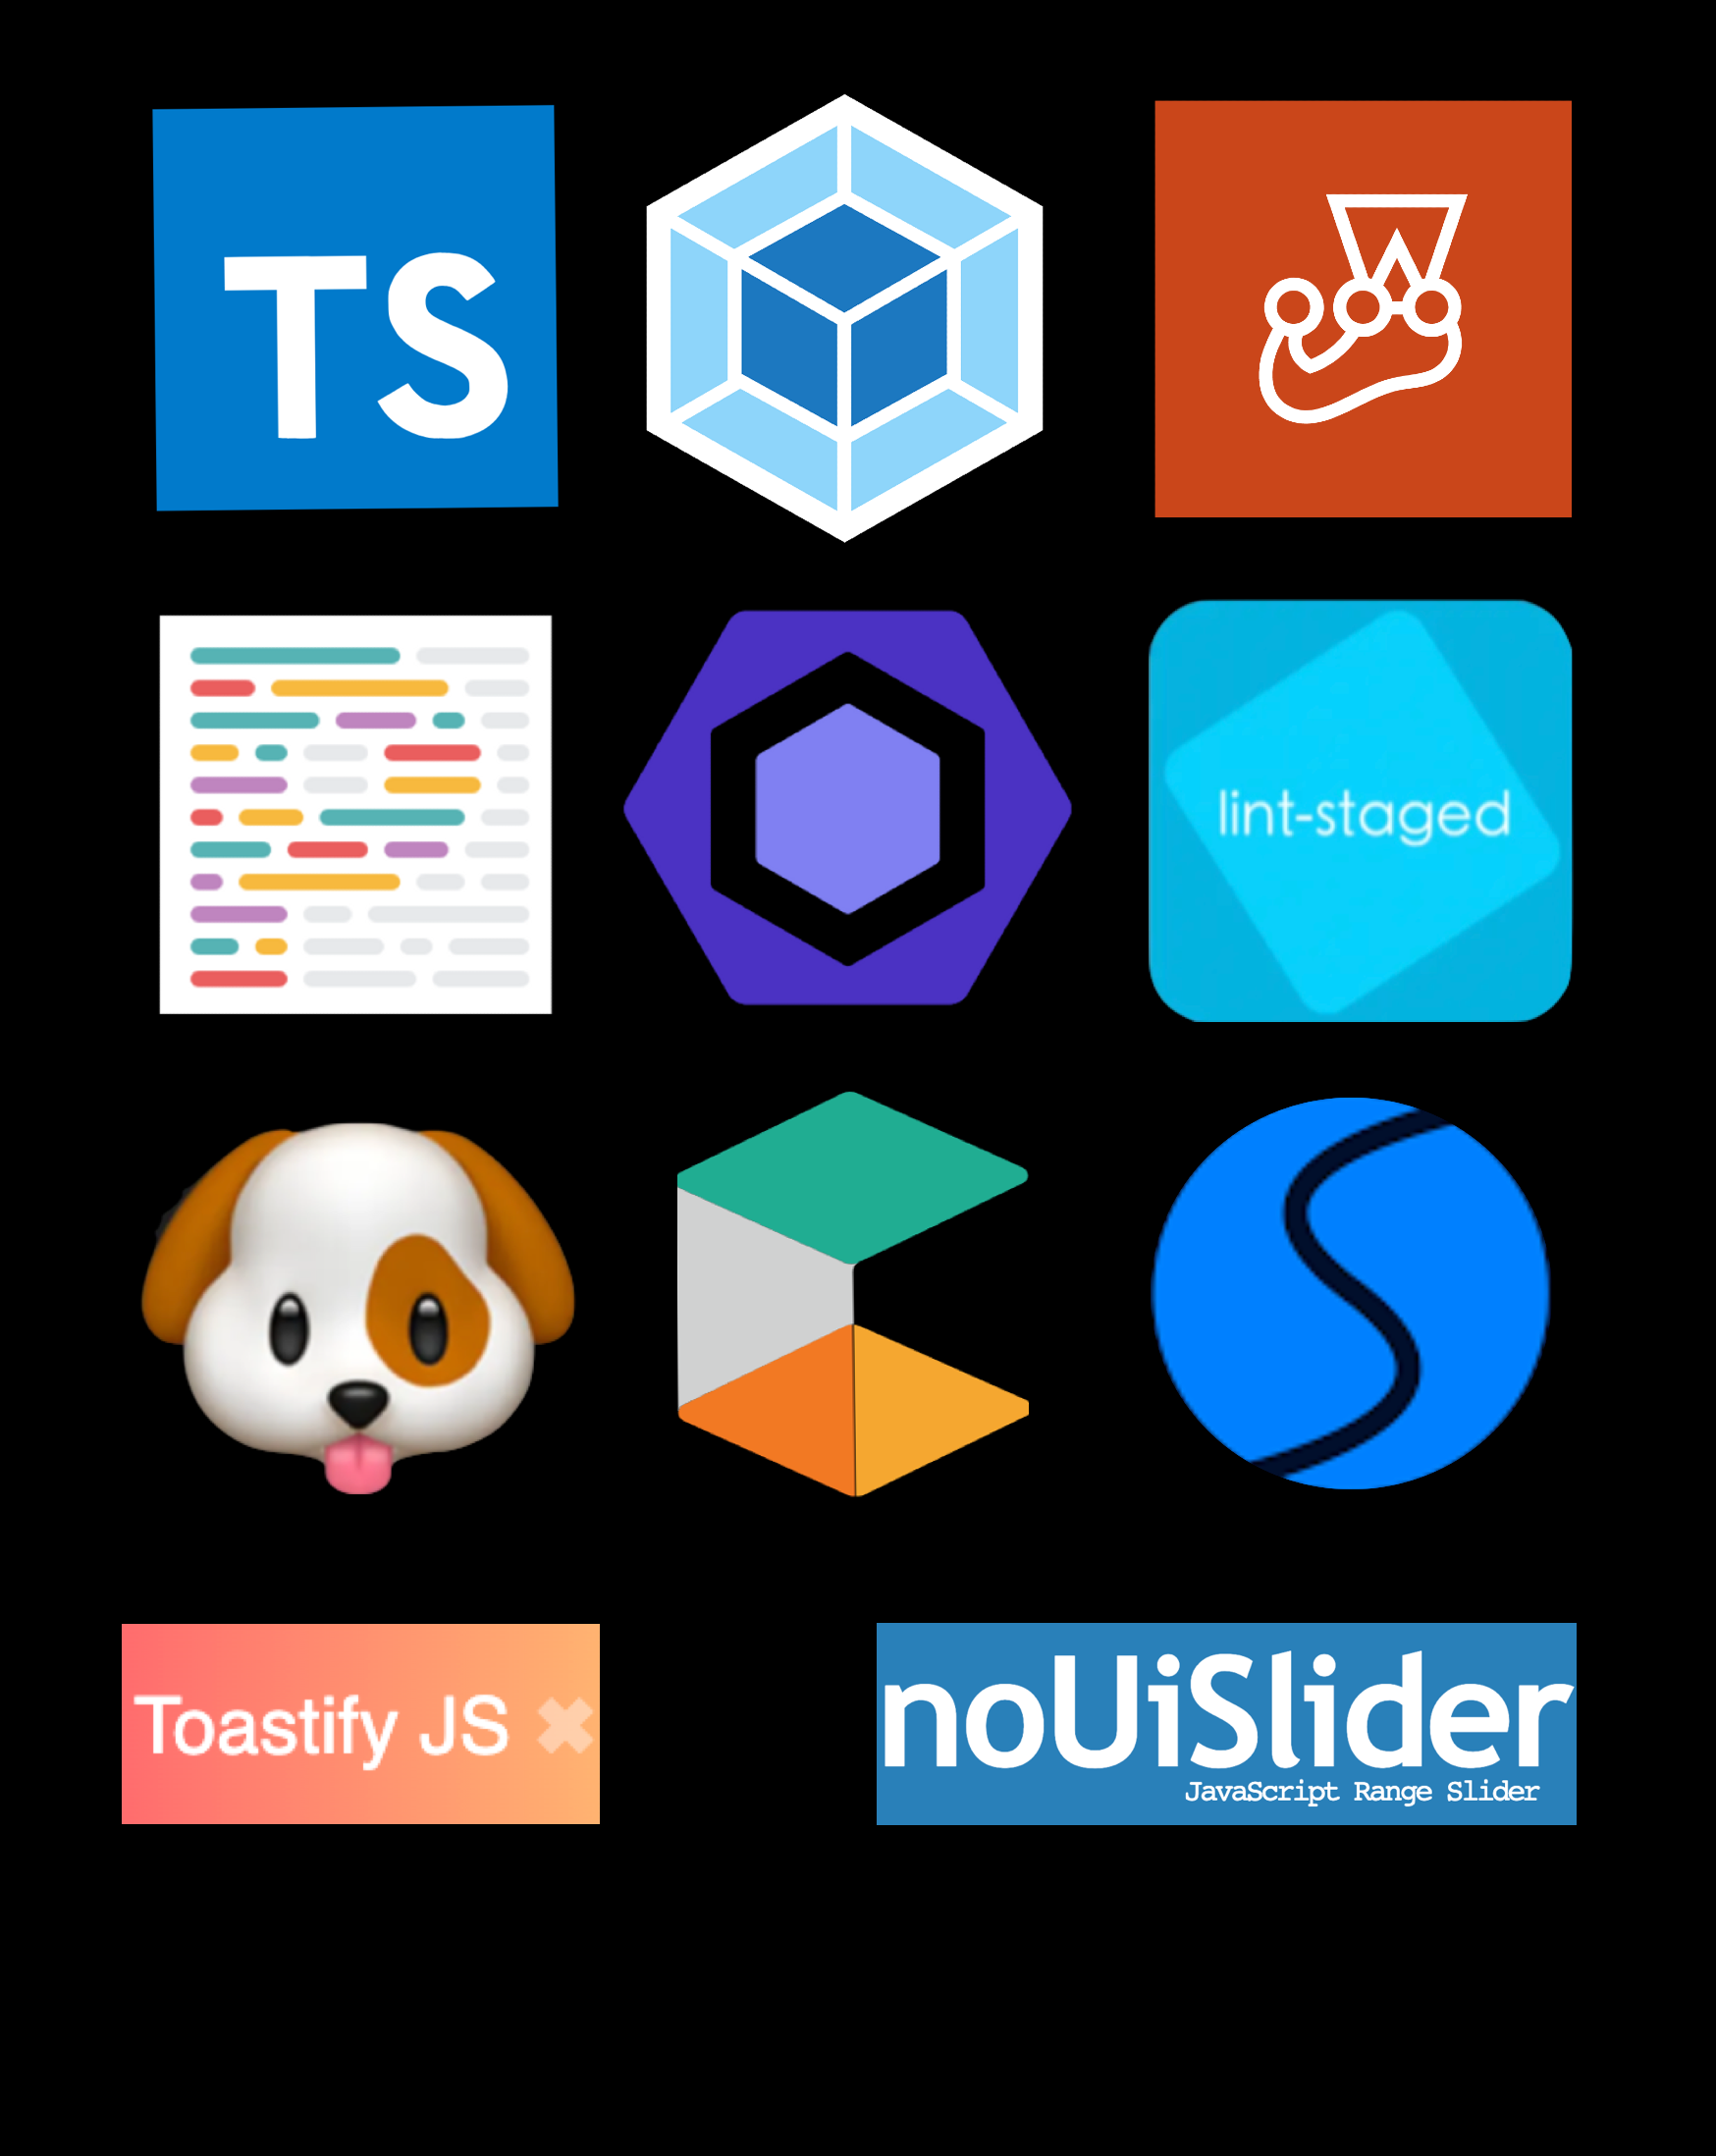 TS
lint-staged
Toastify JS ✖
noUiSlider
JavaScript Range Slider